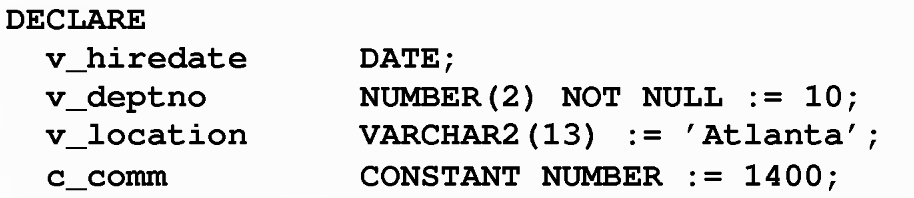 DECLARE
v_hiredate DATE;
v_deptno NUMBER(2) NOT NULL := 10;
v_location VARCHAR2(13) := 'Atlanta';
c_comm CONSTANT NUMBER := 1400;